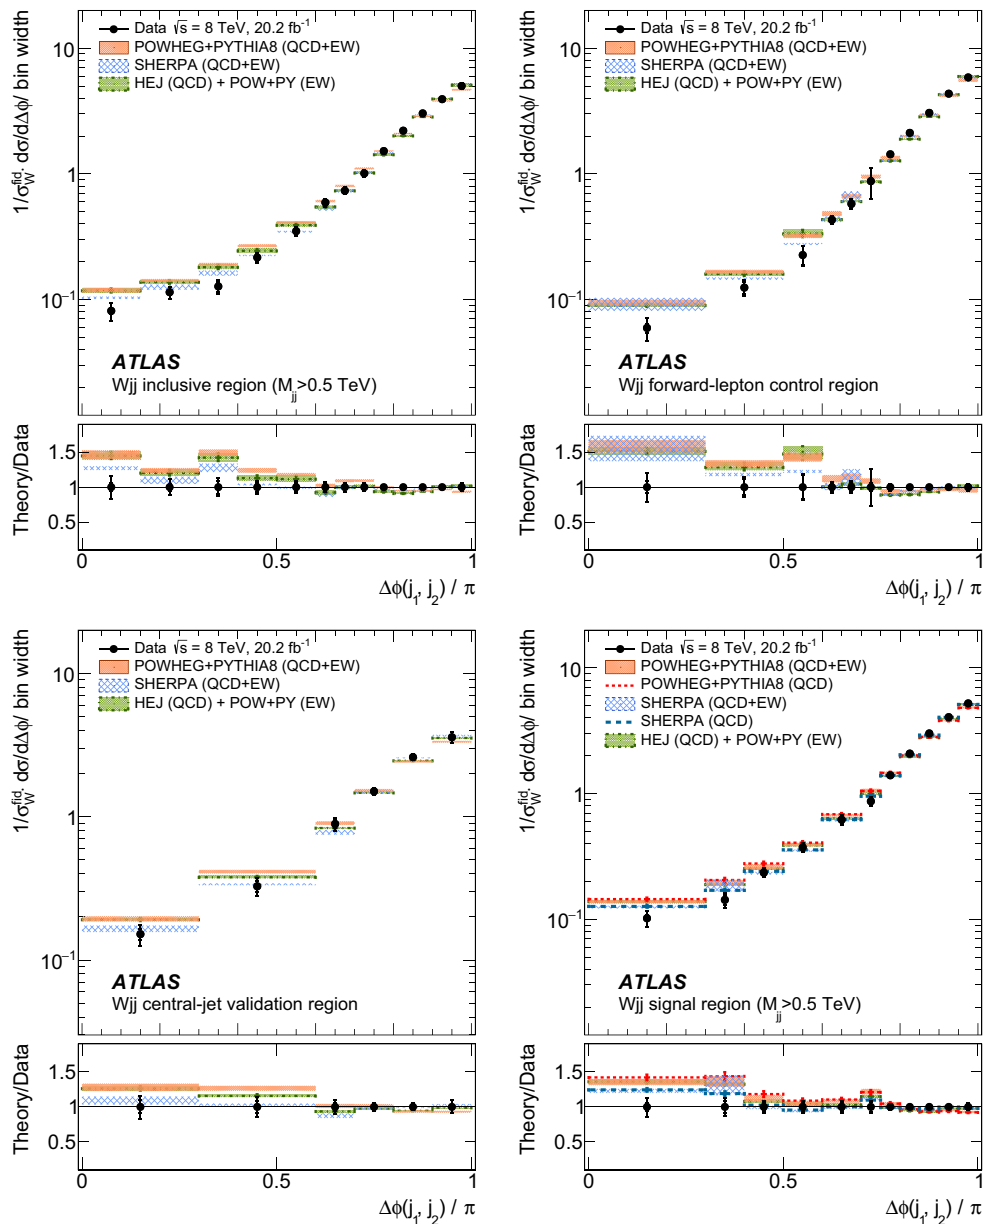 Data √s = 8 TeV, 20.2 fb⁻¹
POWHEG+PYTHIA8 (QCD+EW)
SHERPA (QCD+EW)
HEJ (QCD) + POW+PY (EW)
1/σ_W^fid. dσ/dΔϕ/ bin width
10
1
10⁻¹
ATLAS
Wjj inclusive region (M_jj>0.5 TeV)
Theory/Data
1.5
1
0.5
0 0.5 1
Δϕ(j_1, j_2) / π
Data √s = 8 TeV, 20.2 fb⁻¹
POWHEG+PYTHIA8 (QCD+EW)
SHERPA (QCD+EW)
HEJ (QCD) + POW+PY (EW)
1/σ_W^fid. dσ/dΔϕ/ bin width
10
1
10⁻¹
ATLAS
Wjj forward-lepton control region
Theory/Data
1.5
1
0.5
0 0.5 1
Δϕ(j_1, j_2) / π
Data √s = 8 TeV, 20.2 fb⁻¹
POWHEG+PYTHIA8 (QCD+EW)
SHERPA (QCD+EW)
HEJ (QCD) + POW+PY (EW)
1/σ_W^fid. dσ/dΔϕ/ bin width
10
1
10⁻¹
ATLAS
Wjj central-jet validation region
Theory/Data
1.5
1
0.5
0 0.5 1
Δϕ(j_1, j_2) / π
Data √s = 8 TeV, 20.2 fb⁻¹
POWHEG+PYTHIA8 (QCD+EW)
POWHEG+PYTHIA8 (QCD)
SHERPA (QCD+EW)
SHERPA (QCD)
HEJ (QCD) + POW+PY (EW)
1/σ_W^fid. dσ/dΔϕ/ bin width
10
1
10⁻¹
ATLAS
Wjj signal region (M_jj>0.5 TeV)
Theory/Data
1.5
1
0.5
0 0.5 1
Δϕ(j_1, j_2) / π